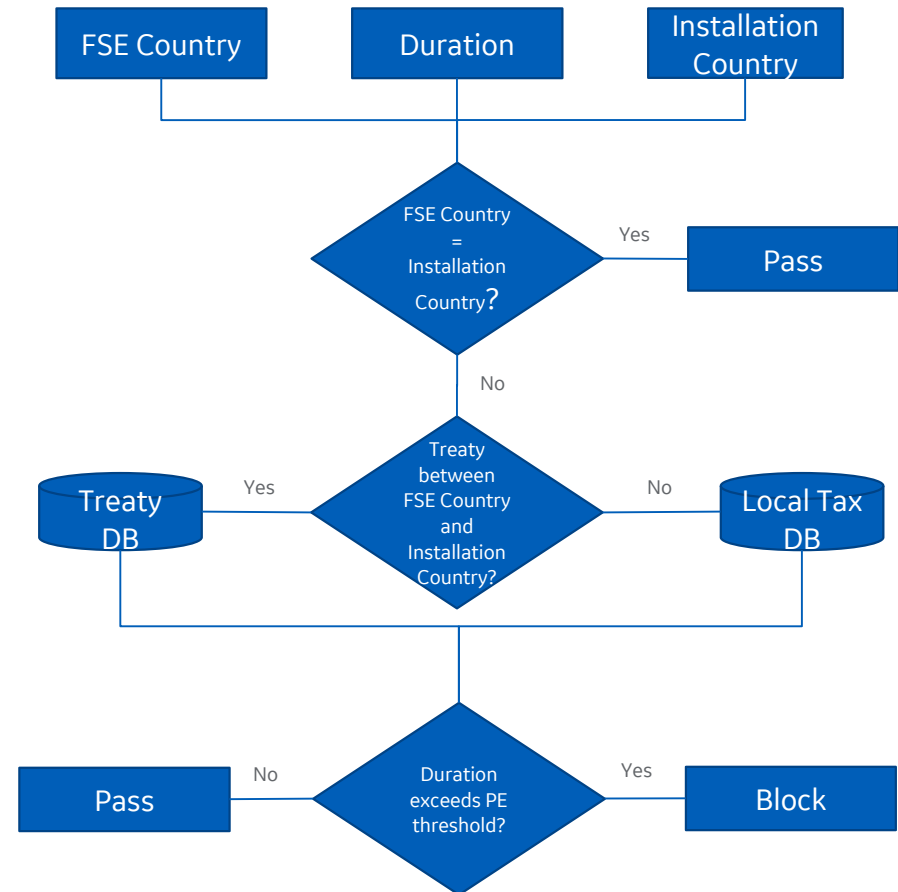 FSE Country
Duration
Installation
Country
FSE Country
=
Installation
Country?
Yes
Pass
No
Treaty
between
FSE Country
and
Installation
Country?
Yes
Treaty
DB
No
Local Tax
DB
Duration
exceeds PE
threshold?
No
Pass
Yes
Block